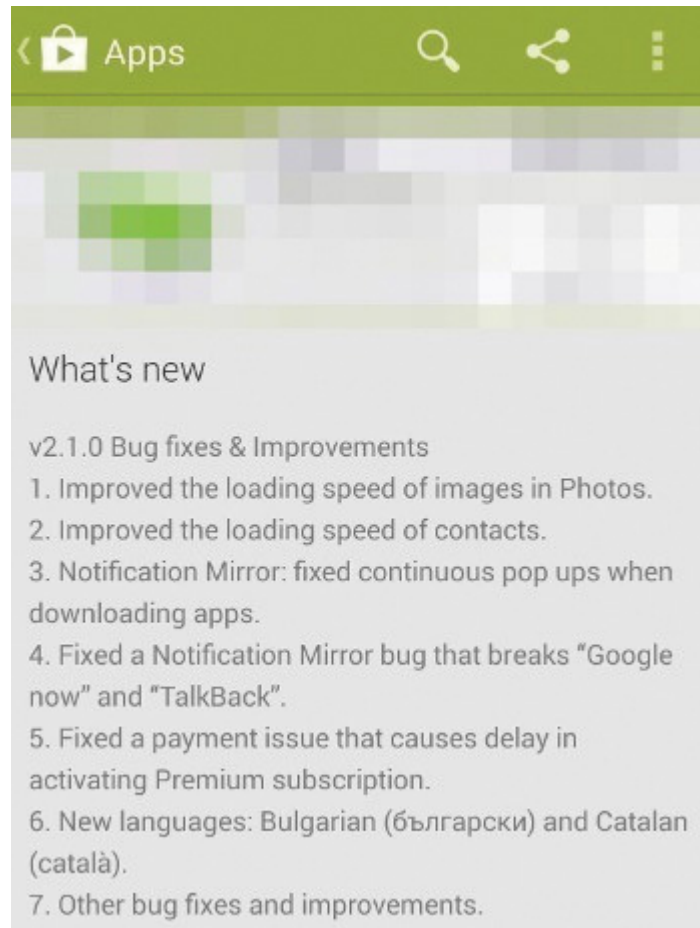 Apps
What's new
v2.1.0 Bug fixes & Improvements
1. Improved the loading speed of images in Photos.
2. Improved the loading speed of contacts.
3. Notification Mirror: fixed continuous pop ups when
downloading apps.
4. Fixed a Notification Mirror bug that breaks “Google
now” and “TalkBack”.
5. Fixed a payment issue that causes delay in
activating Premium subscription.
6. New languages: Bulgarian (български) and Catalan
(català).
7. Other bug fixes and improvements.